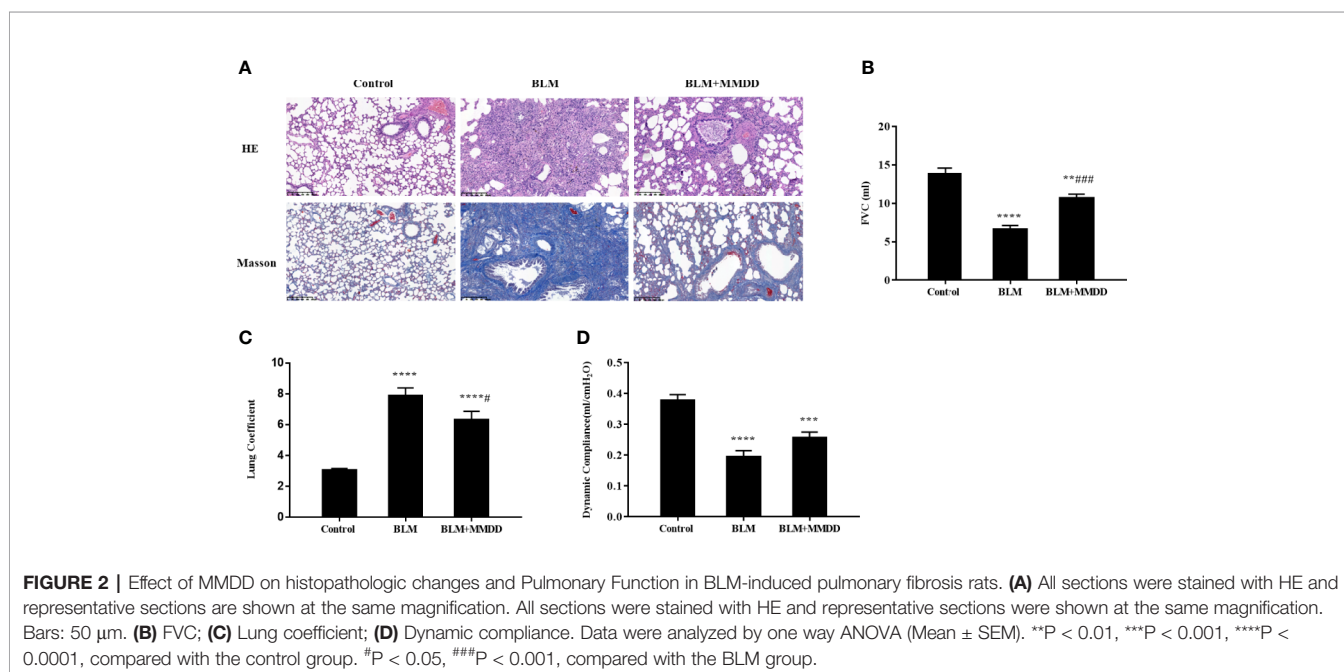 A
Control BLM BLM+MMDD
HE
Masson
B
FVC (ml)
20
15
10
5
0
****
**###
Control BLM BLM+MMDD
C
Lung Coefficient
10
8
6
4
2
0
****
****#
Control BLM BLM+MMDD
D
Dynamic Compliance(ml/cmH₂O)
0.5
0.4
0.3
0.2
0.1
0.0
****
***
Control BLM BLM+MMDD
FIGURE 2 | Effect of MMDD on histopathologic changes and Pulmonary Function in BLM-induced pulmonary fibrosis rats. (A) All sections were stained with HE and
representative sections are shown at the same magnification. All sections were stained with HE and representative sections were shown at the same magnification.
Bars: 50 μm. (B) FVC; (C) Lung coefficient; (D) Dynamic compliance. Data were analyzed by one way ANOVA (Mean ± SEM). **P < 0.01, ***P < 0.001, ****P <
0.0001, compared with the control group. #P < 0.05, ###P < 0.001, compared with the BLM group.